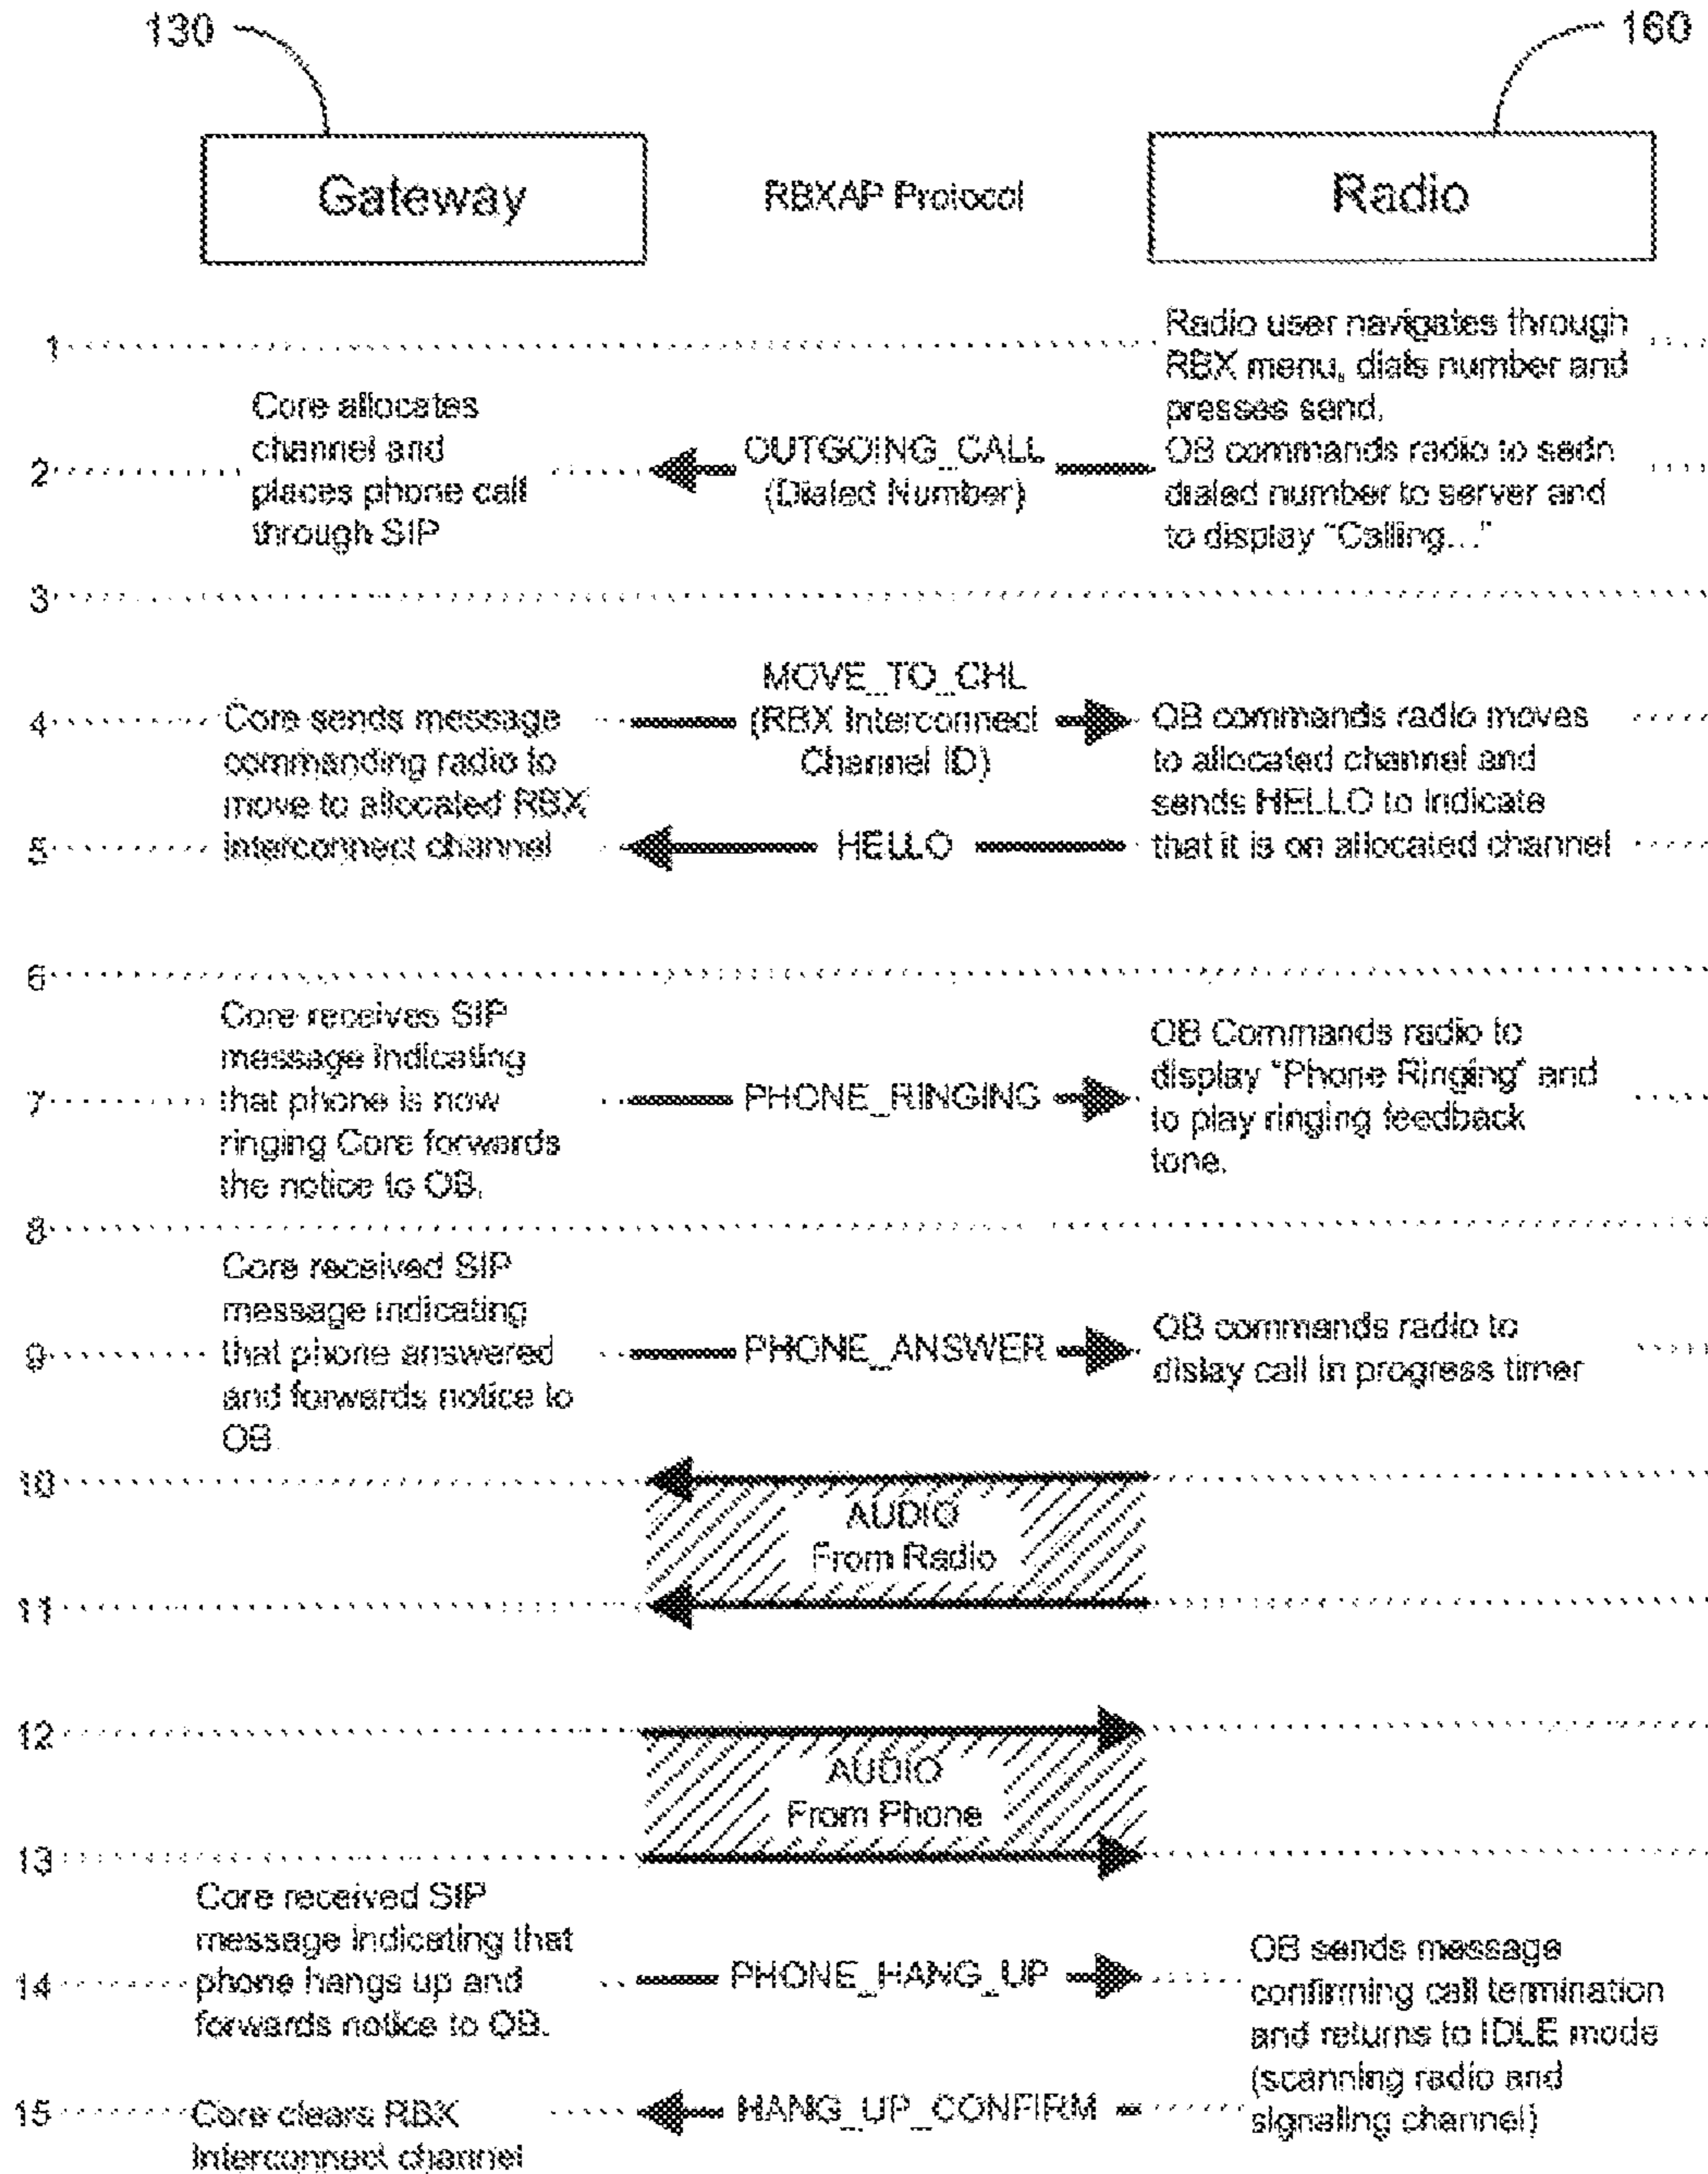 130
160
Gateway
RBXAP Protocol
Radio
1
Radio user navigates through
RBX menu, dials number and
presses send.
2
Core allocates
channel and
places phone call
through SIP
OUTGOING_CALL
(Dialed Number)
OB commands radio to sedn
dialed number to server and
to display "Calling..."
3
4
Core sends message
commanding radio to
move to allocated RBX
interconnect channel
MOVE_TO_CHL
(RBX Interconnect
Channel ID)
OB commands radio moves
to allocated channel and
sends HELLO to indicate
that it is on allocated channel
5
HELLO
6
7
Core receives SIP
message indicating
that phone is now
ringing Core forwards
the notice to OB.
PHONE_RINGING
OB Commands radio to
display "Phone Ringing" and
to play ringing feedback
tone.
8
9
Core received SIP
message indicating
that phone answered
and forwards notice to
OB.
PHONE_ANSWER
OB commands radio to
dislay call in progress timer
10
AUDIO
From Radio
11
12
AUDIO
From Phone
13
14
Core received SIP
message indicating that
phone hangs up and
forwards notice to OB.
PHONE_HANG_UP
OB sends message
confirming call termination
and returns to IDLE mode
(scanning radio and
signaling channel)
15
Core clears RBX
Interconnect channel
HANG_UP_CONFIRM